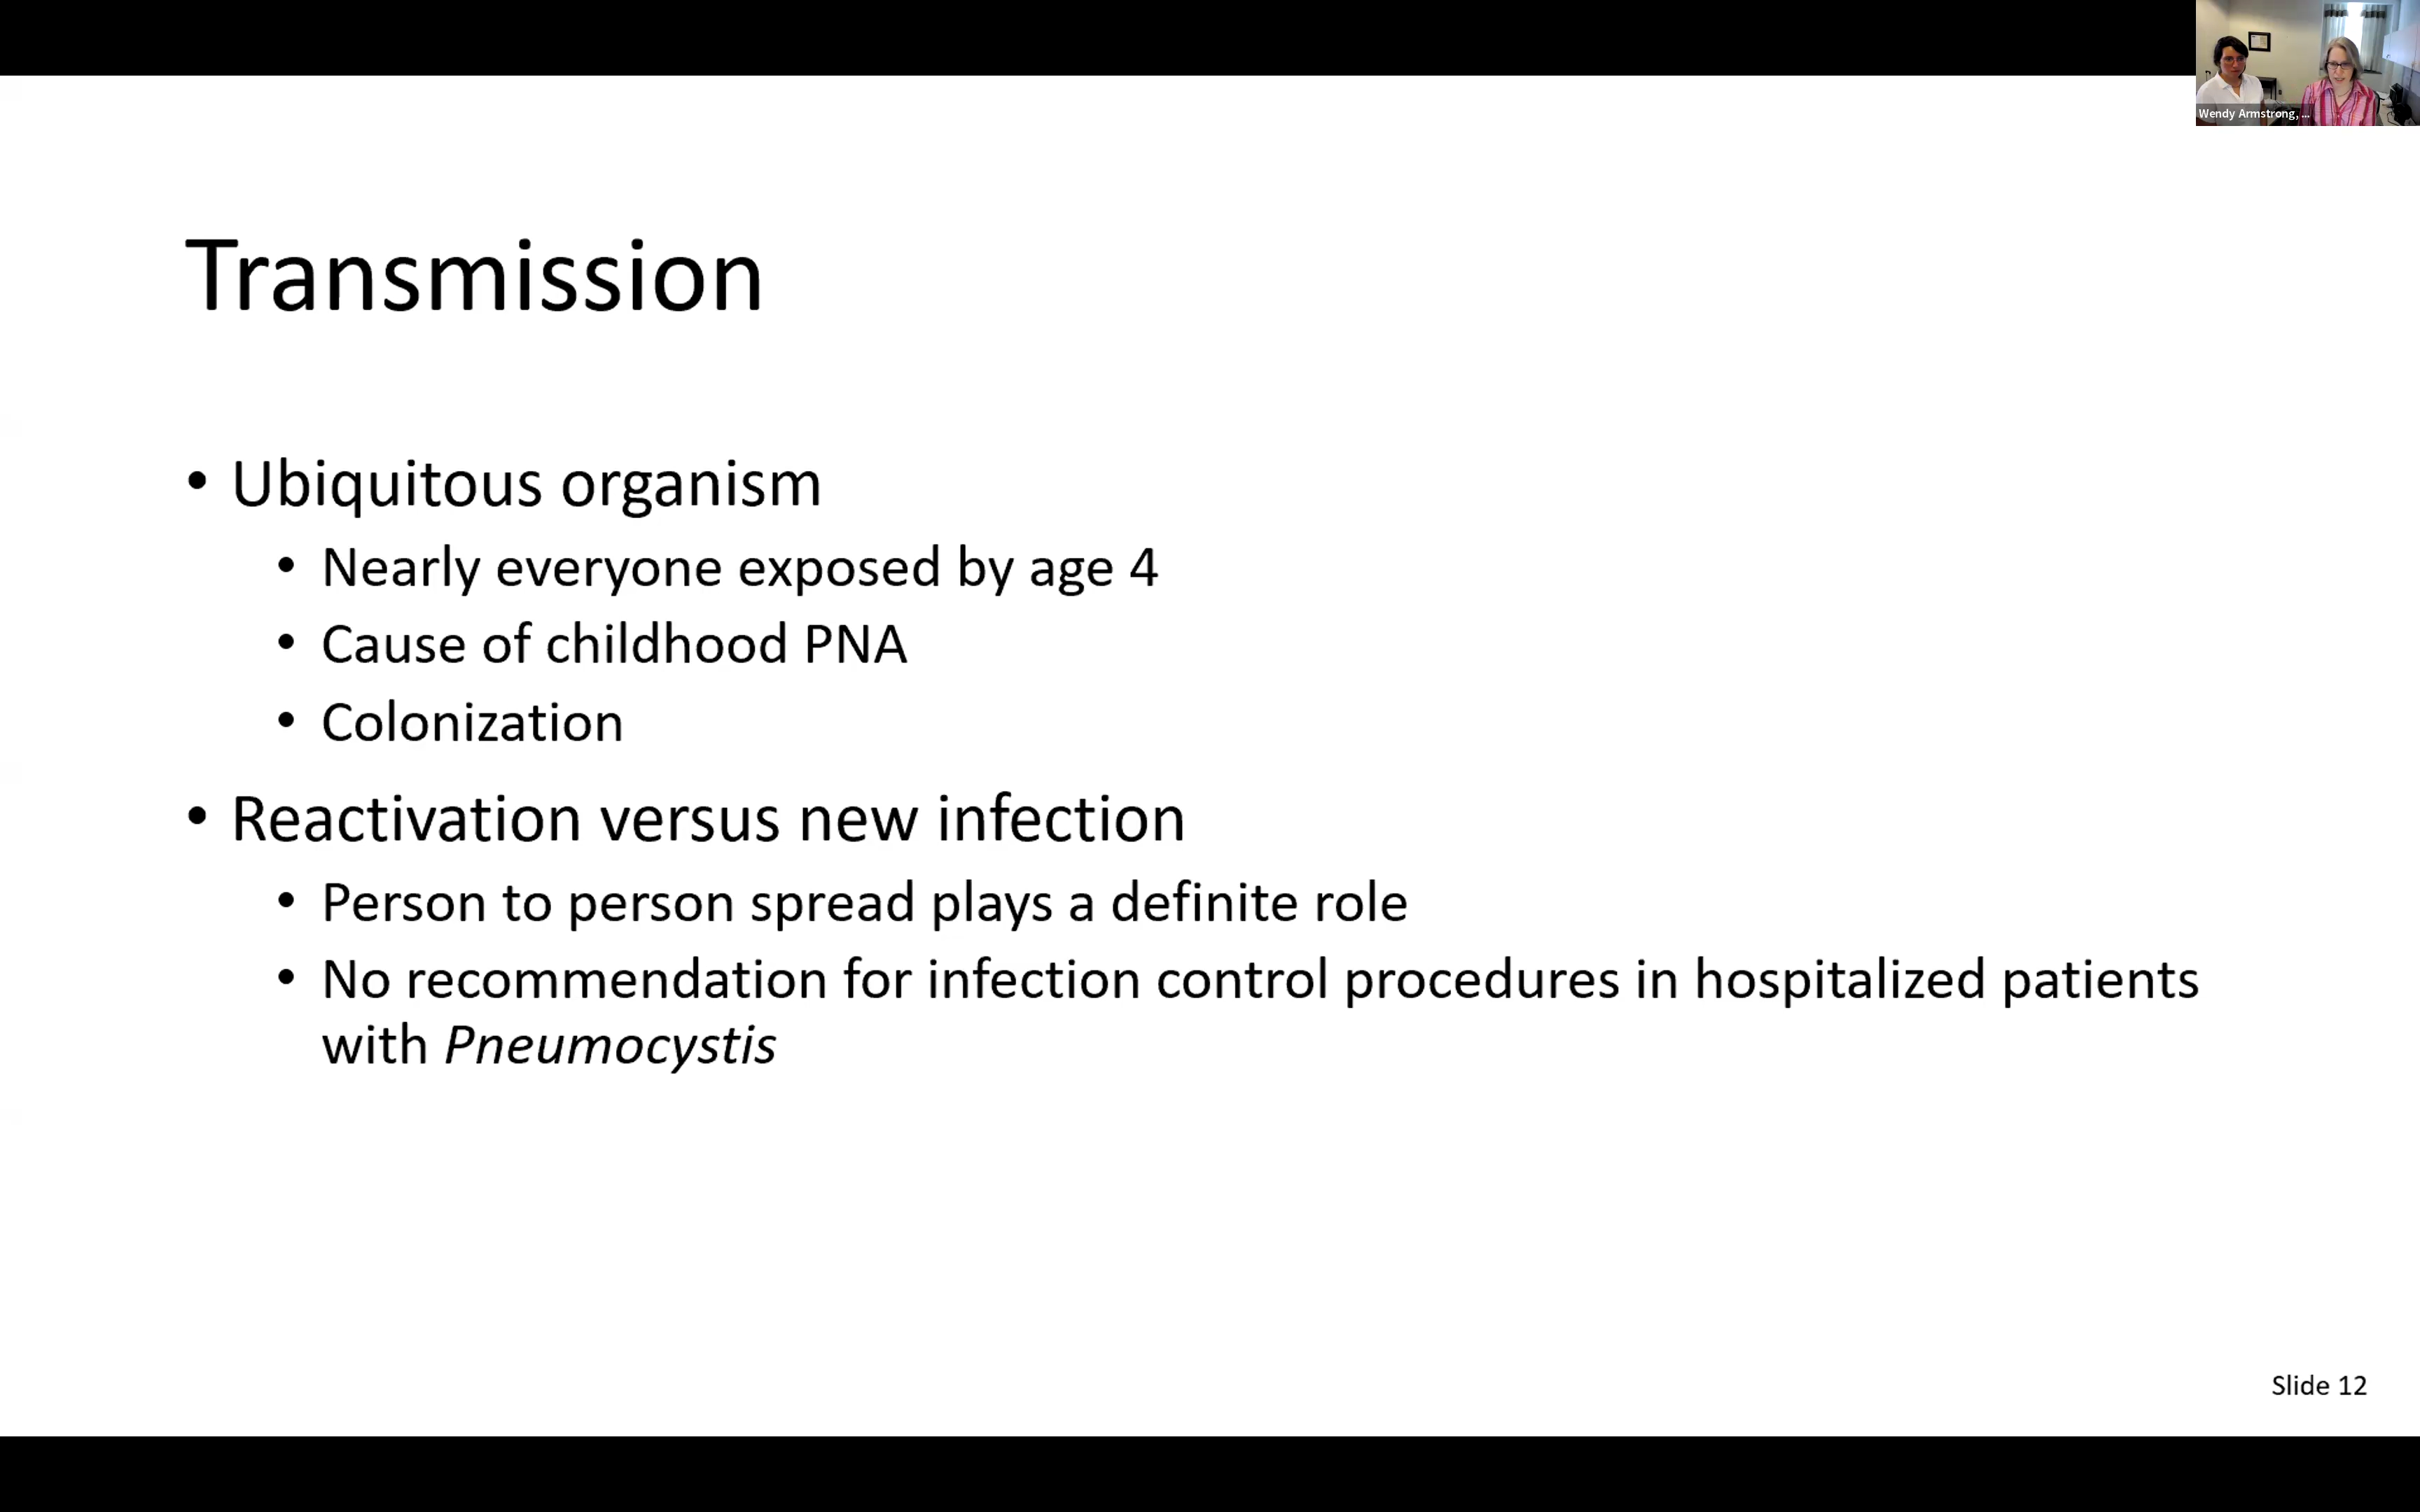 Wendy Armstrong, ...
Transmission
• Ubiquitous organism
• Nearly everyone exposed by age 4
• Cause of childhood PNA
• Colonization
• Reactivation versus new infection
• Person to person spread plays a definite role
• No recommendation for infection control procedures in hospitalized patients
with Pneumocystis
Slide 12